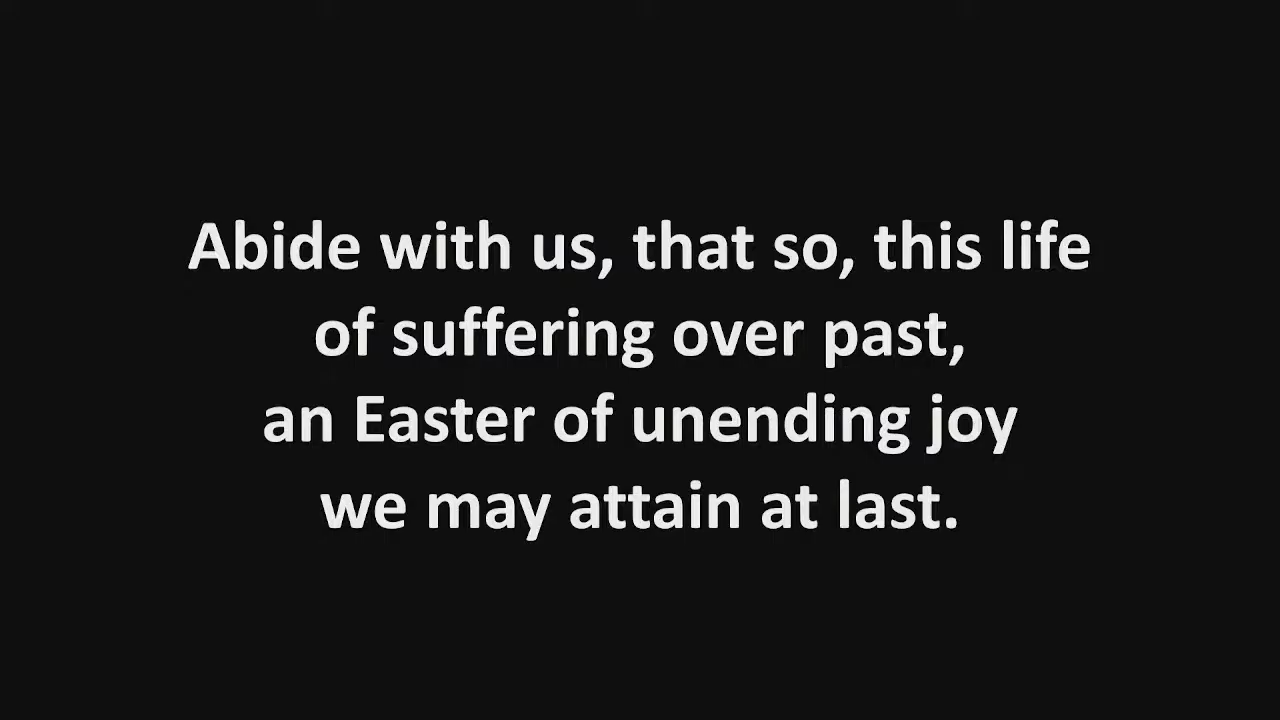 Abide with us, that so, this life
of suffering over past,
an Easter of unending joy
we may attain at last.